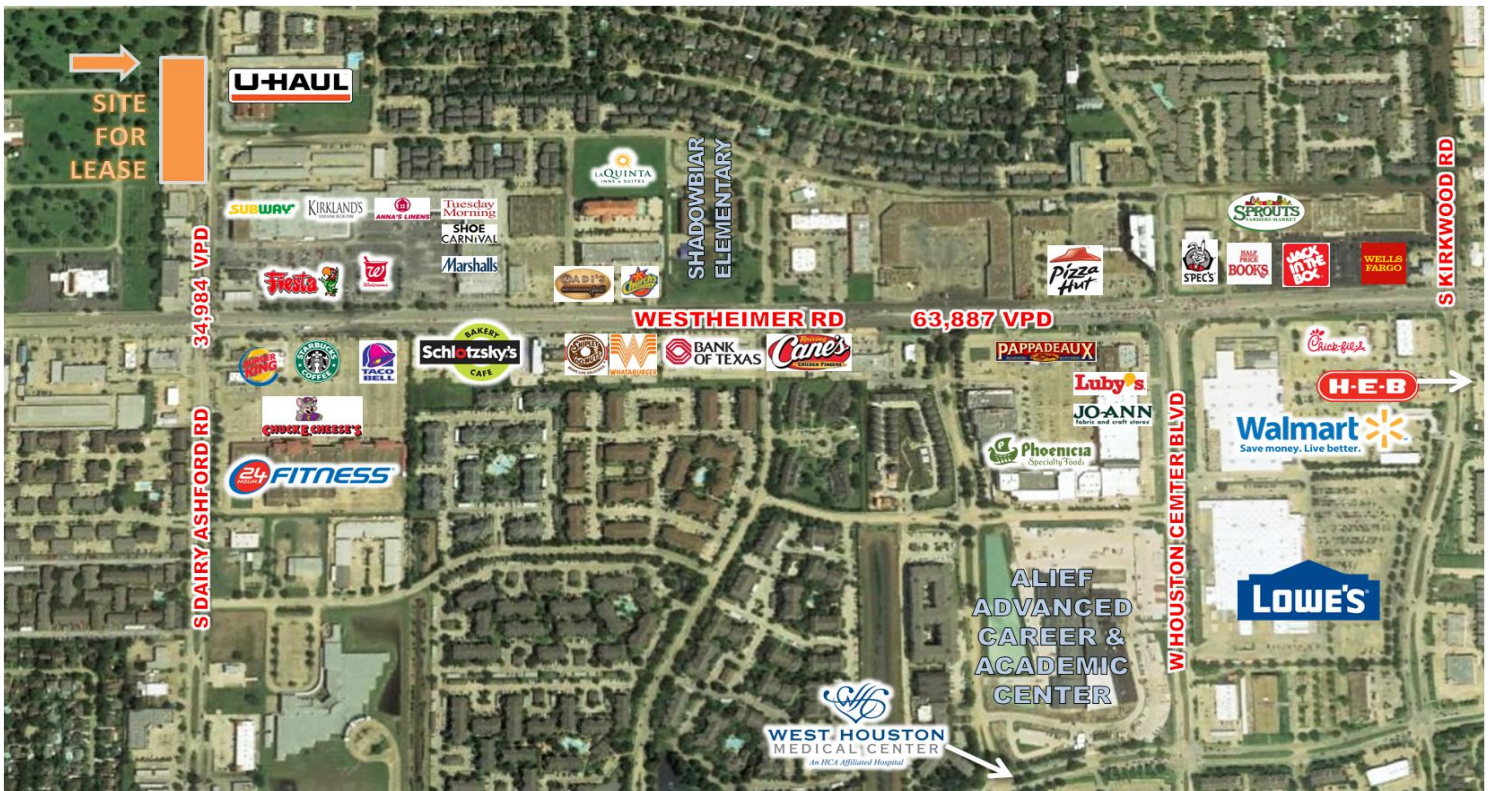 SITE
FOR
LEASE
U-HAUL
LAQUINTA
INNS & SUITES
SHADOWBIAR
ELEMENTARY
S KIRKWOOD RD
34,984 VPD
SUBWAY
KIRKLAND'S
ANNA'S LINENS
Tuesday
Morning
SHOE
CARNiVAL
Marshalls
Fiesta
Walgreens
Church's
Pizza
Hut
SPROUTS
FARMERS MARKET
SPEC'S
HALF
PRICE
BOOKS
JACK
IN THE
BOX
WELLS
FARGO
WESTHEIMER RD
63,887 VPD
BURGER
KING
STARBUCKS
COFFEE
TACO
BELL
BAKERY
Schlotzsky's
CAFE
WHATABURGER
BANK
OF TEXAS
Raising
Cane's
CHICKEN FINGERS
PAPPADEAUX
SEAFOOD KITCHEN
Chick-fil-A
Luby's
JO-ANN
fabric and craft stores
H-E-B
CHUCK E. CHEESE'S
S DAIRY ASHFORD RD
24
HOUR
FITNESS
Phoenicia
Specialty Foods
W HOUSTON CEMTER BLVD
Walmart
Save money. Live better.
ALIEF
ADVANCED
CAREER &
ACADEMIC
CENTER
LOWE'S
WEST HOUSTON
MEDICAL CENTER
An HCA Affiliated Hospital